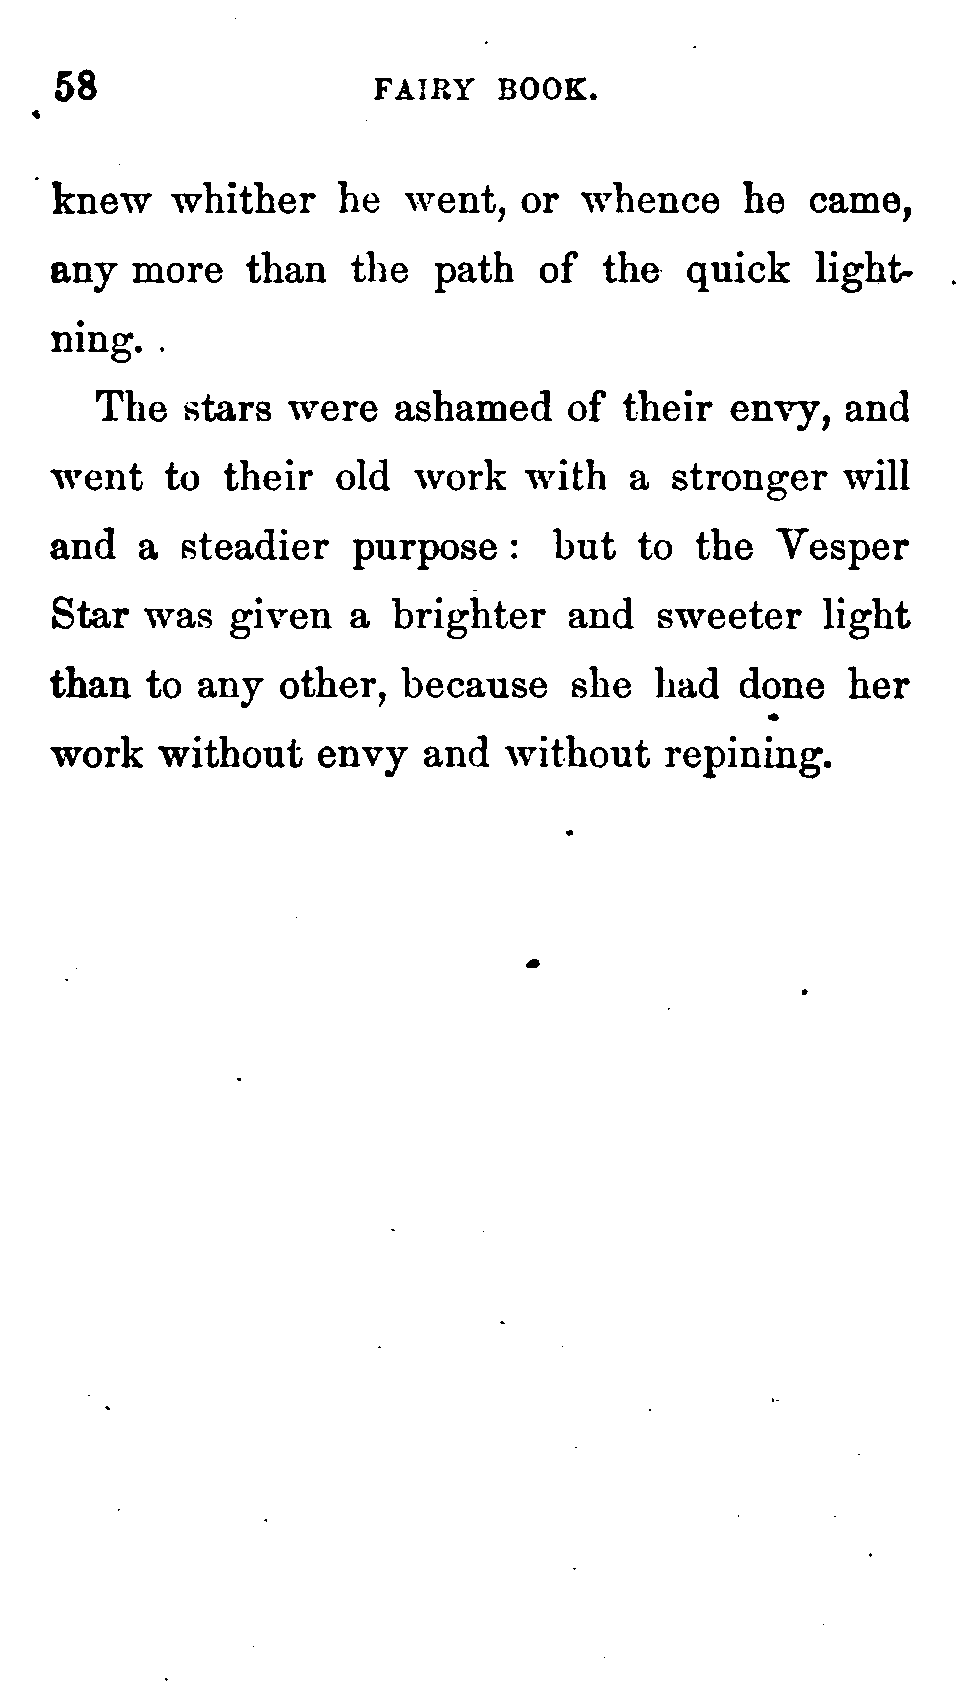 58 FAIRY BOOK.
knew whither he went, or whence he came,
any more than the path of the quick light-
ning.
The stars were ashamed of their envy, and
went to their old work with a stronger will
and a steadier purpose : but to the Vesper
Star was given a brighter and sweeter light
than to any other, because she had done her
work without envy and without repining.